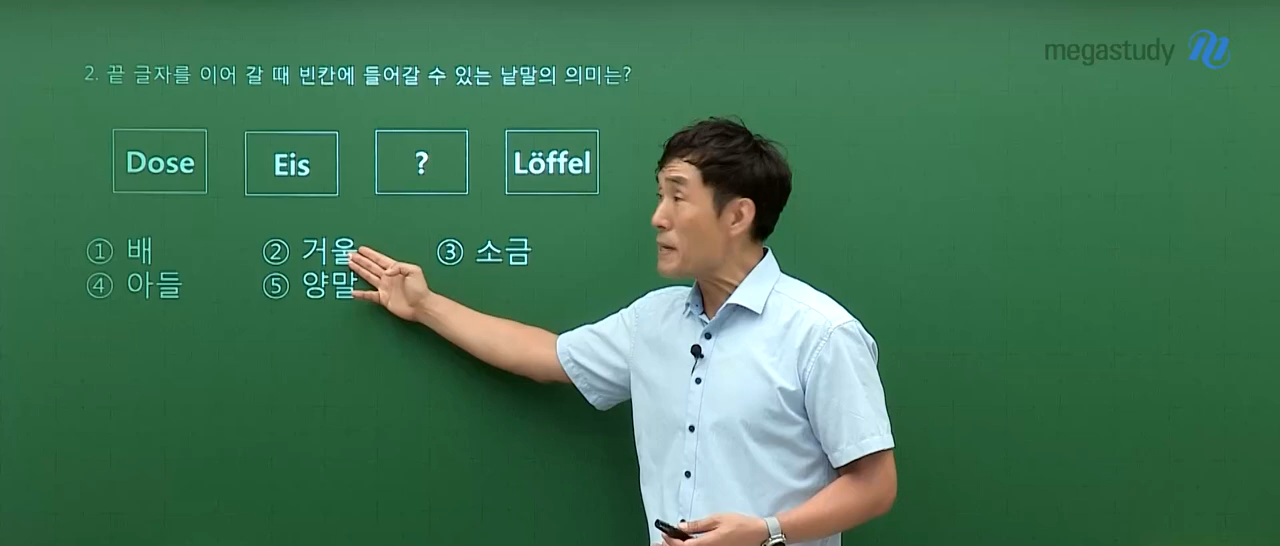 megastudy
2. 끝 글자를 이어 갈 때 빈칸에 들어갈 수 있는 낱말의 의미는?
Dose Eis ? Löffel
① 배 ② 거울 ③ 소금
④ 아들 ⑤ 양말